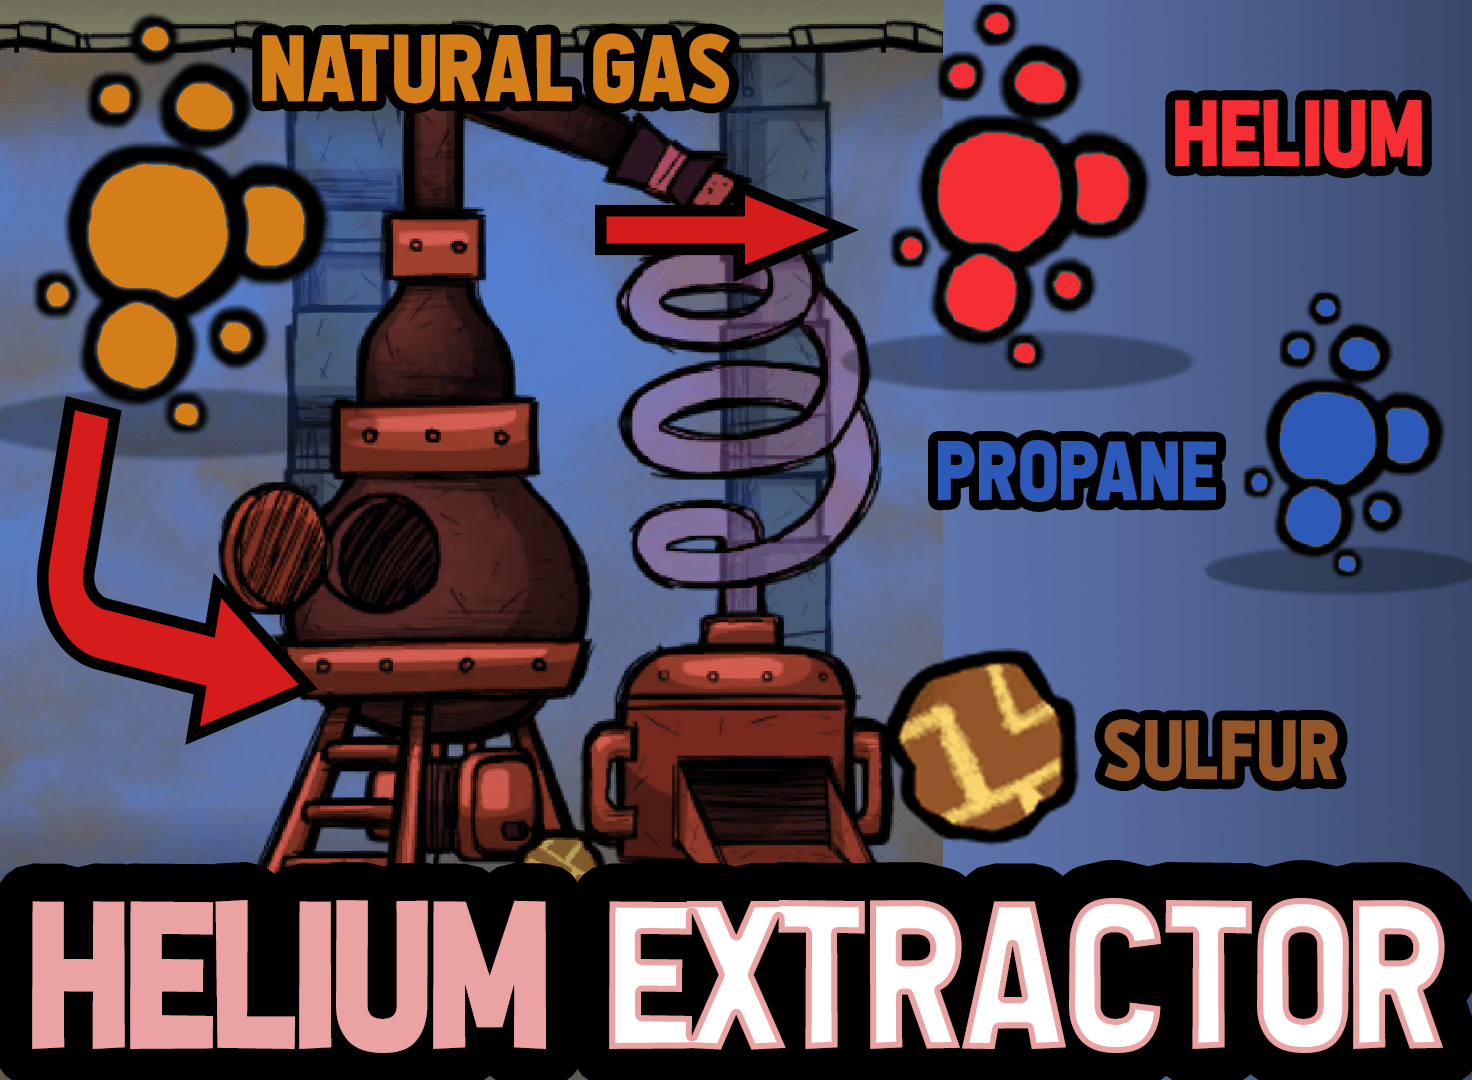 NATURAL GAS
HELIUM
PROPANE
SULFUR
HELIUM EXTRACTOR